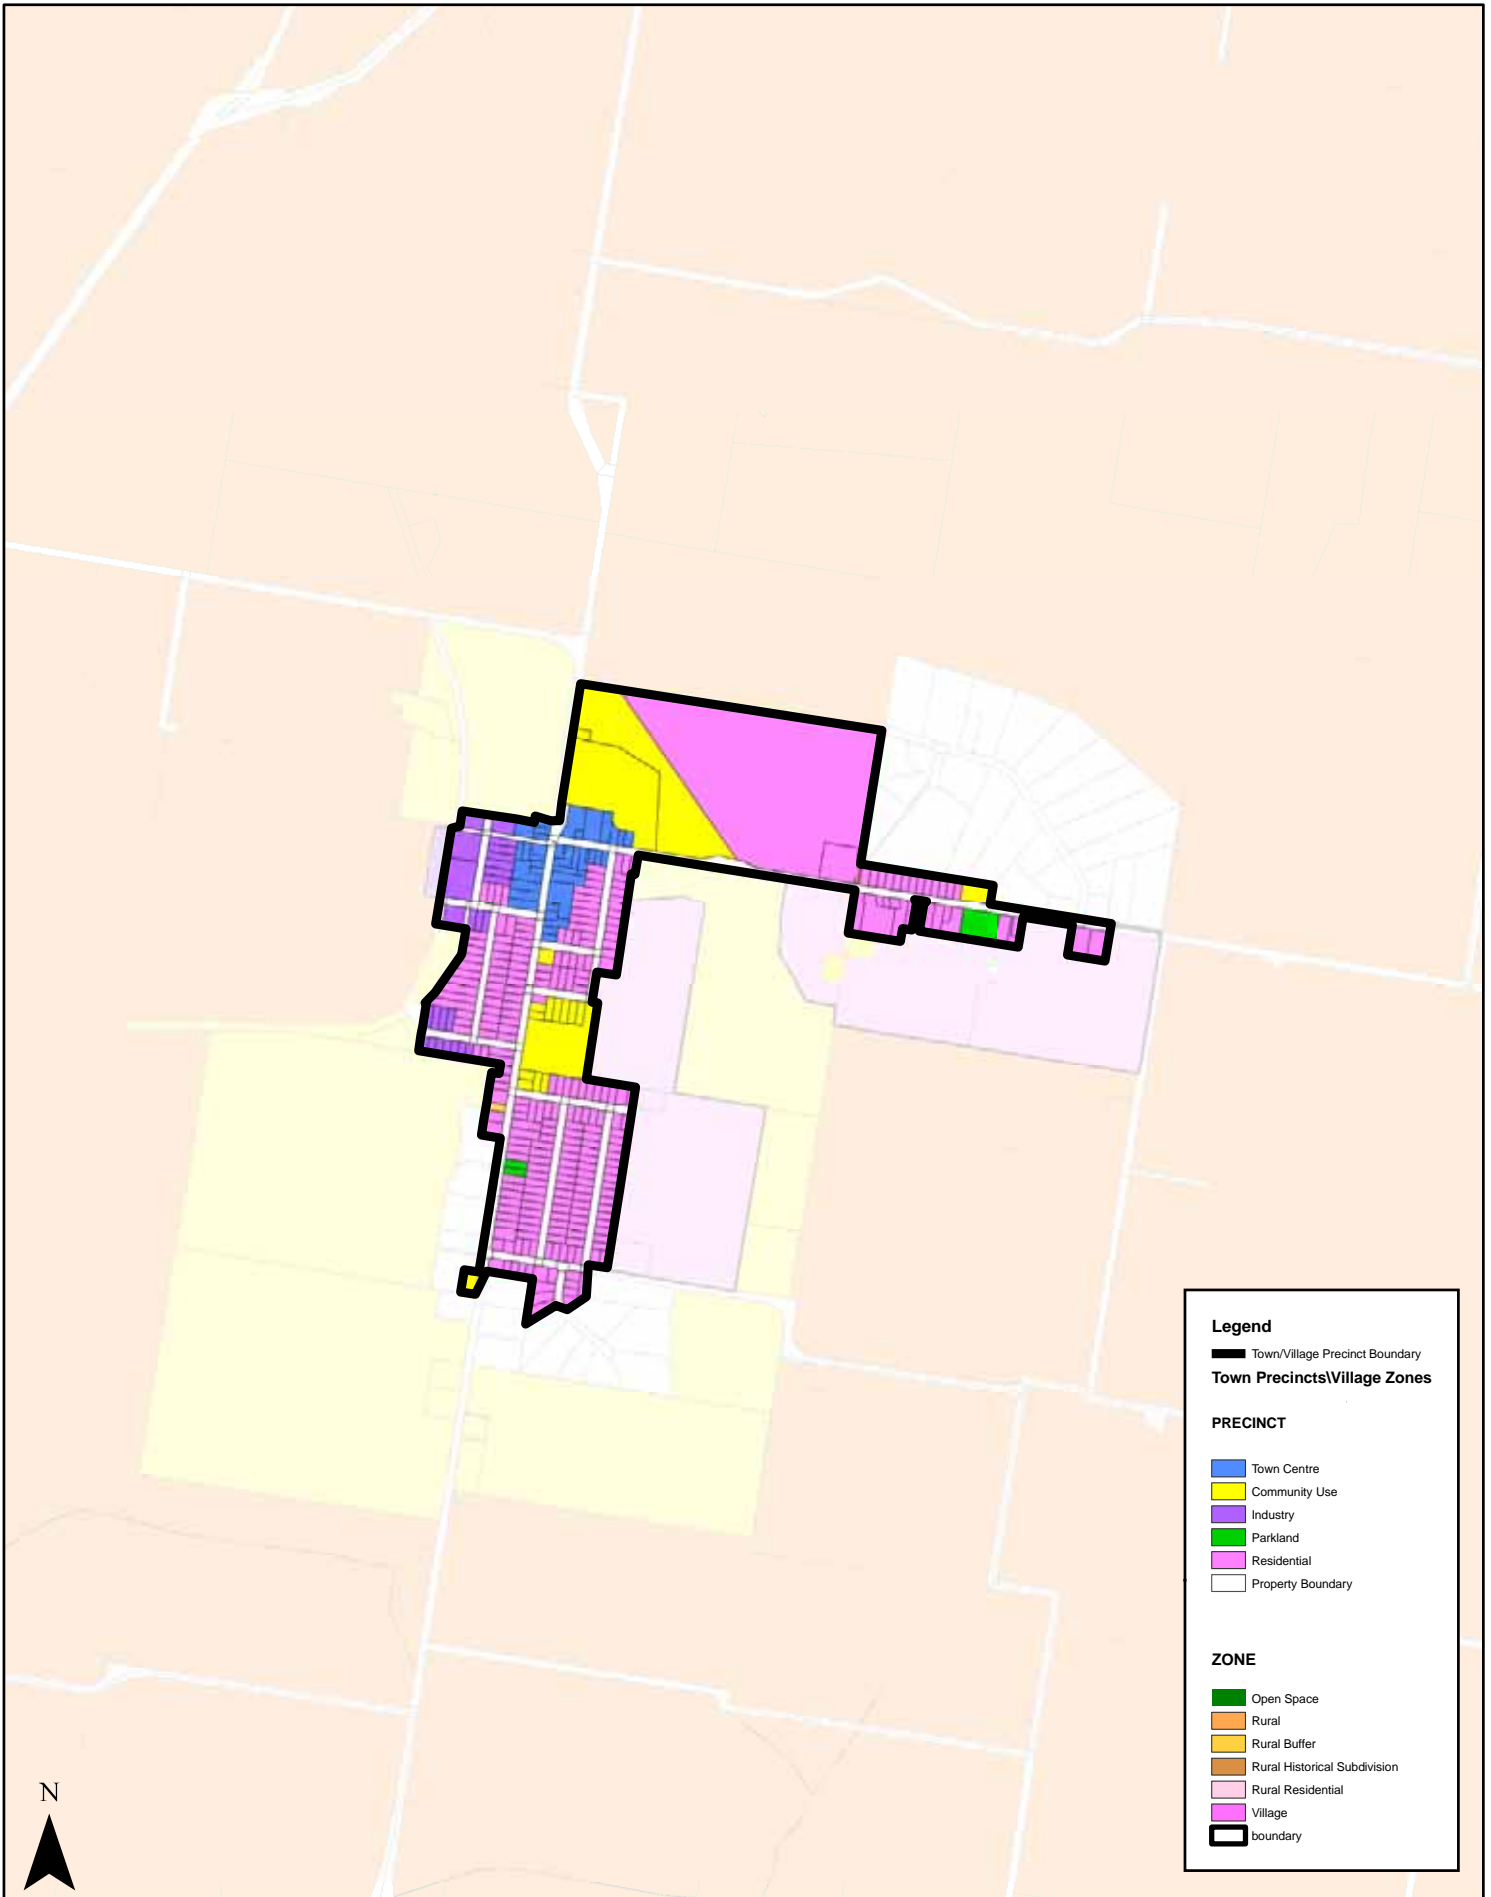 Legend
Town/Village Precinct Boundary
Town Precincts\Village Zones
PRECINCT
Town Centre
Community Use
Industry
Parkland
Residential
Property Boundary
ZONE
Open Space
Rural
Rural Buffer
Rural Historical Subdivision
Rural Residential
Village
boundary
N